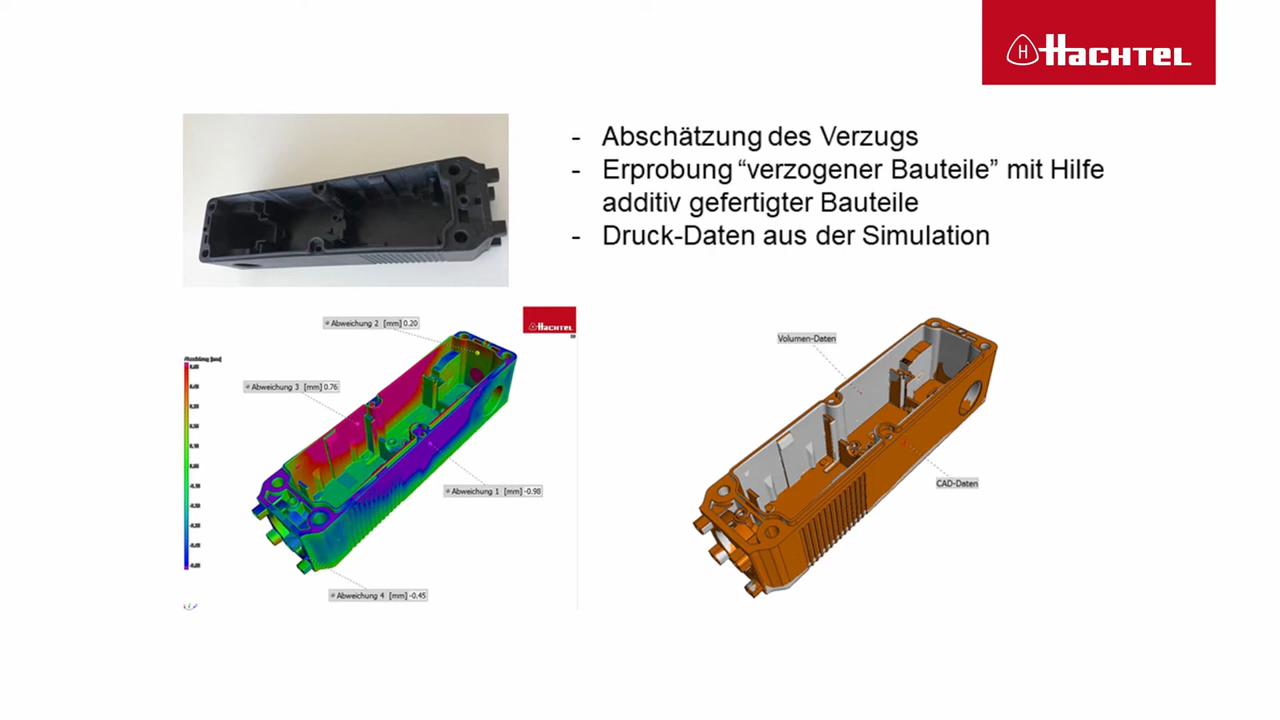 HACHTEL
- Abschätzung des Verzugs
- Erprobung “verzogener Bauteile” mit Hilfe
additiv gefertigter Bauteile
- Druck-Daten aus der Simulation
Abweichung 2 [mm] 0.20
HACHTEL
Abweichung 3 [mm] 0.76
Abweichung 1 [mm] -0.98
Abweichung 4 [mm] -0.45
Volumen-Daten
CAD-Daten